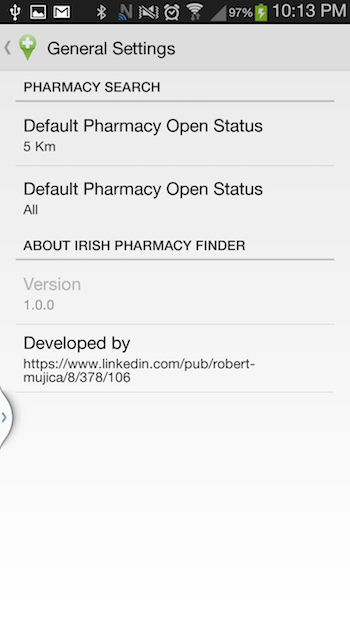 97% 10:13 PM
General Settings
PHARMACY SEARCH
Default Pharmacy Open Status
5 Km
Default Pharmacy Open Status
All
ABOUT IRISH PHARMACY FINDER
Version
1.0.0
Developed by
https://www.linkedin.com/pub/robert-
mujica/8/378/106